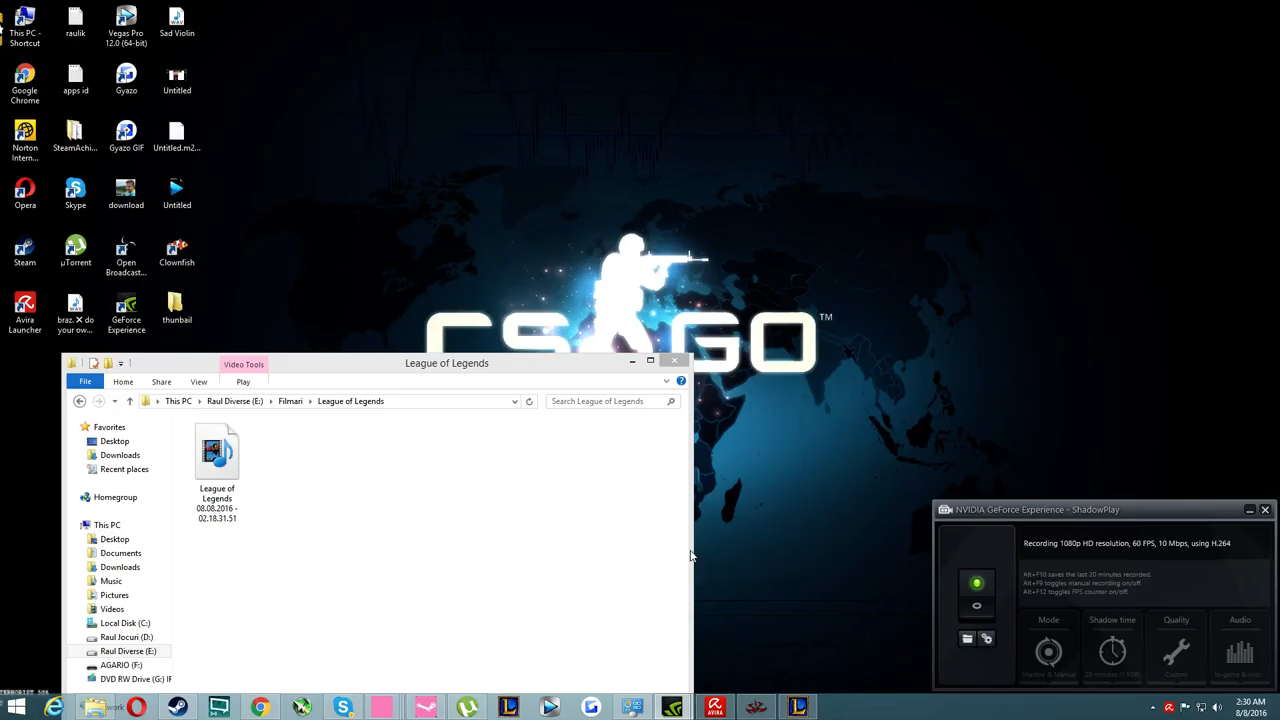 This PC -
Shortcut
raulik
Vegas Pro
12.0 (64-bit)
Sad Violin
Google
Chrome
apps id
Gyazo
Untitled
Norton
Intern...
SteamAchi...
Gyazo GIF
Untitled.m2...
Opera
Skype
download
Untitled
Steam
µTorrent
Open
Broadcast...
Clownfish
Avira
Launcher
braz. X do
your ow...
GeForce
Experience
thunbail
CS GO™
Video Tools
League of Legends
File
Home
Share
View
Play
This PC
Raul Diverse (E:)
Filmari
League of Legends
Search League of Legends
Favorites
Desktop
Downloads
Recent places
Homegroup
This PC
Desktop
Documents
Downloads
Music
Pictures
Videos
Local Disk (C:)
Raul Jocuri (D:)
Raul Diverse (E:)
AGARIO (F:)
DVD RW Drive (G:)
League of
Legends
08.08.2016 -
02.18.31.51
NVIDIA GeForce Experience - ShadowPlay
Recording 1080p HD resolution, 60 FPS, 10 Mbps, using H.264
Alt+F10 saves the last 20 minutes recorded.
Alt+F9 toggles manual recording on/off.
Alt+F12 toggles FPS counter on/off.
Mode
Shadow time
Quality
Audio
Shadow & Manual
Custom
AVIRA
2:30 AM
8/8/2016